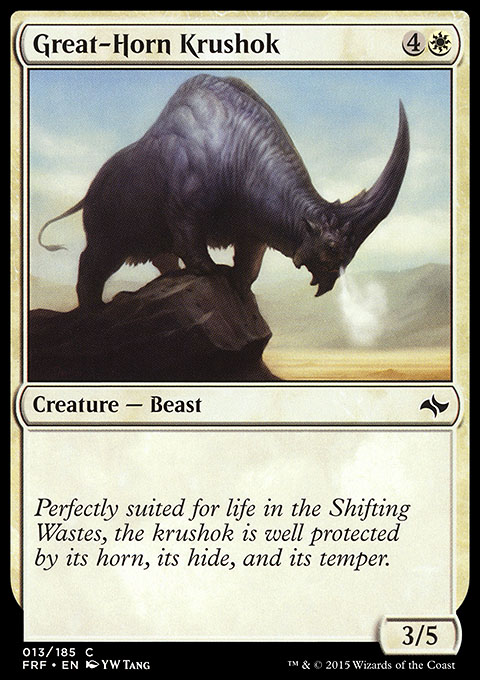 Great-Horn Krushok 4
Creature — Beast
Perfectly suited for life in the Shifting
Wastes, the krushok is well protected
by its horn, its hide, and its temper.
3/5
013/185 C
FRF • EN YW Tang
™ & © 2015 Wizards of the Coast